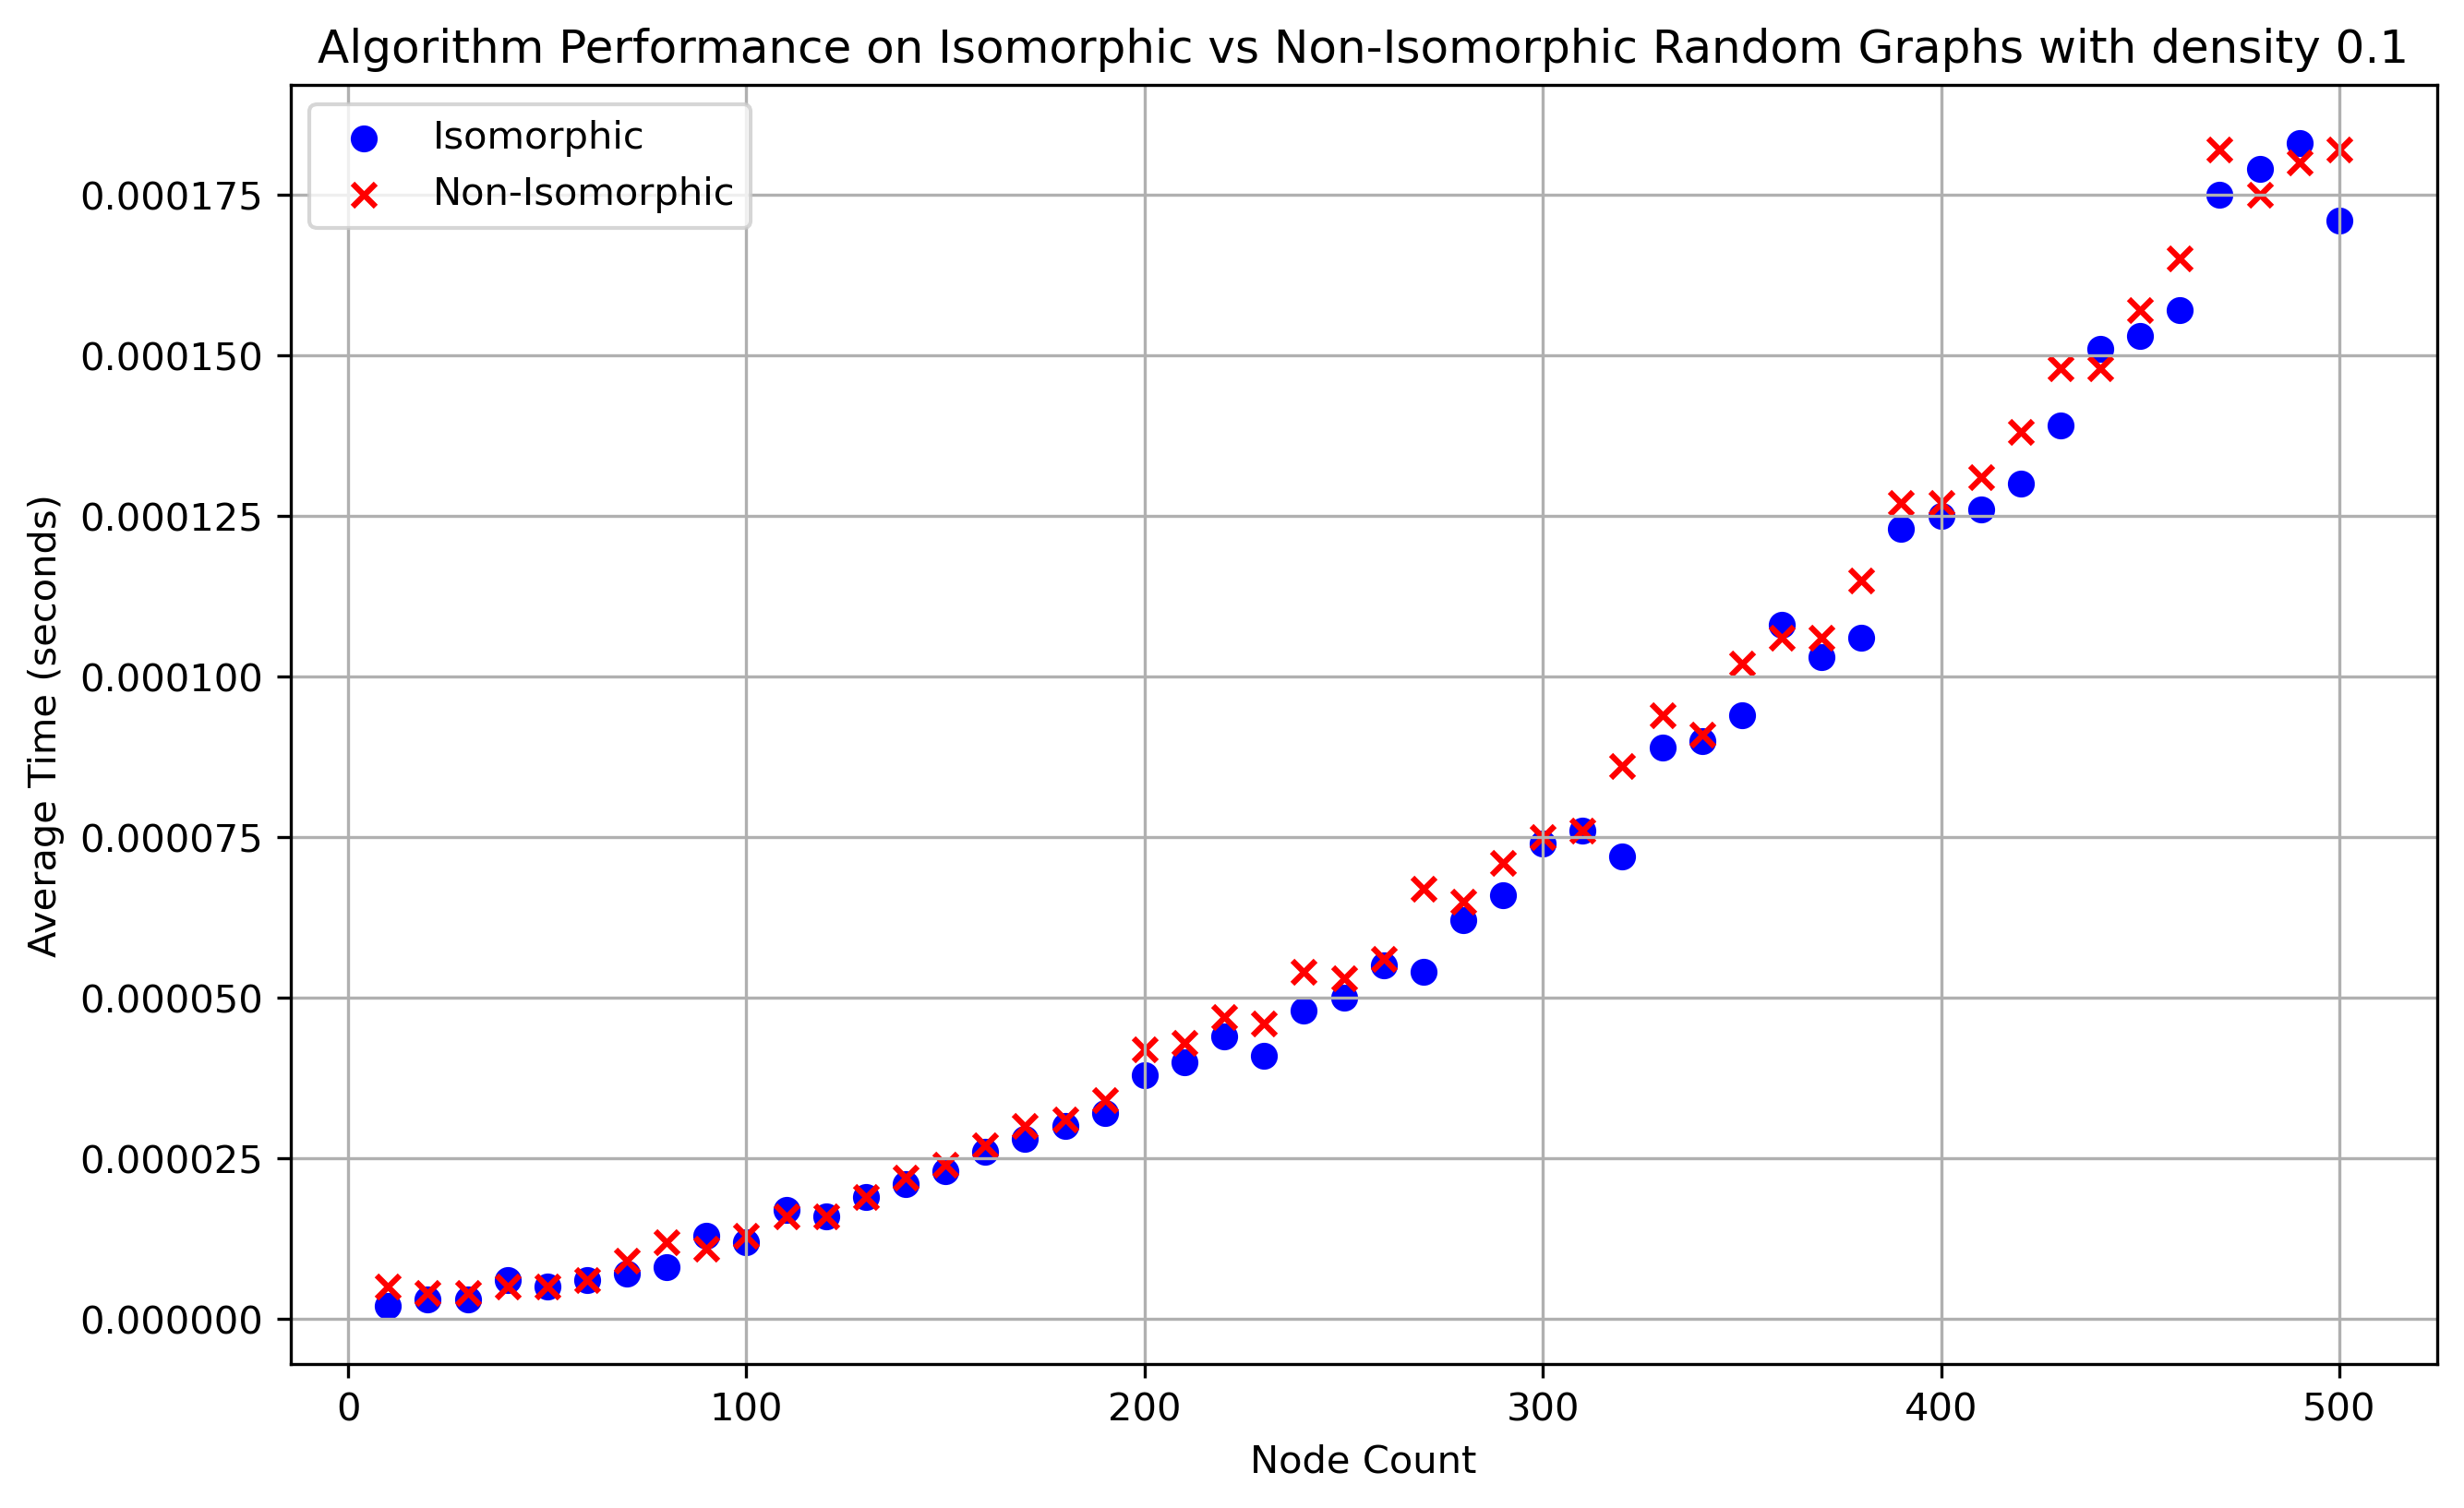 Algorithm Performance on Isomorphic vs Non-Isomorphic Random Graphs with density 0.1
Isomorphic
Non-Isomorphic
0.000175
0.000150
0.000125
0.000100
0.000075
0.000050
0.000025
0.000000
Average Time (seconds)
0 100 200 300 400 500
Node Count